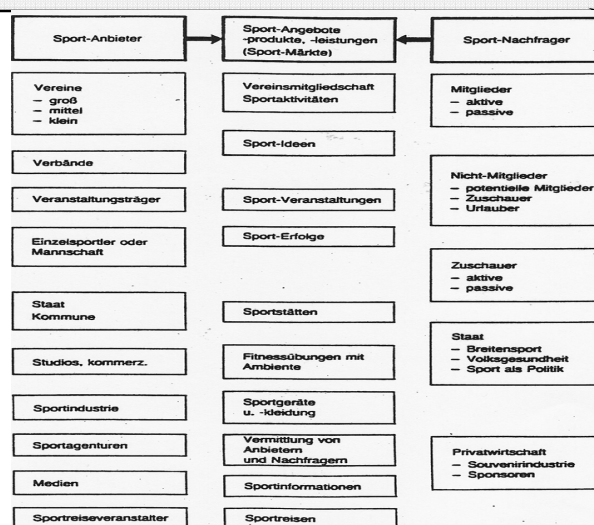 Sport-Anbieter
Sport-Angebote
-produkte, -leistungen
(Sport-Märkte)
Sport-Nachfrager
Vereine
– groß
– mittel
– klein
Verbände
Veranstaltungsträger
Einzelsportler oder
Mannschaft
Staat
Kommune
Studios, kommerz.
Sportindustrie
Sportagenturen
Medien
Sportreiseveranstalter
Vereinsmitgliedschaft
Sportaktivitäten
Sport-Ideen
Sport-Veranstaltungen
Sport-Erfolge
Sportstätten
Fitnessübungen mit
Ambiente
Sportgeräte
u. -kleidung
Vermittlung von
Anbietern
und Nachfragern
Sportinformationen
Sportreisen
Mitglieder
– aktive
– passive
Nicht-Mitglieder
– potentielle Mitglieder
– Zuschauer
– Urlauber
Zuschauer
– aktive
– passive
Staat
– Breitensport
– Volksgesundheit
– Sport als Politik
Privatwirtschaft
– Souvenirindustrie
– Sponsoren